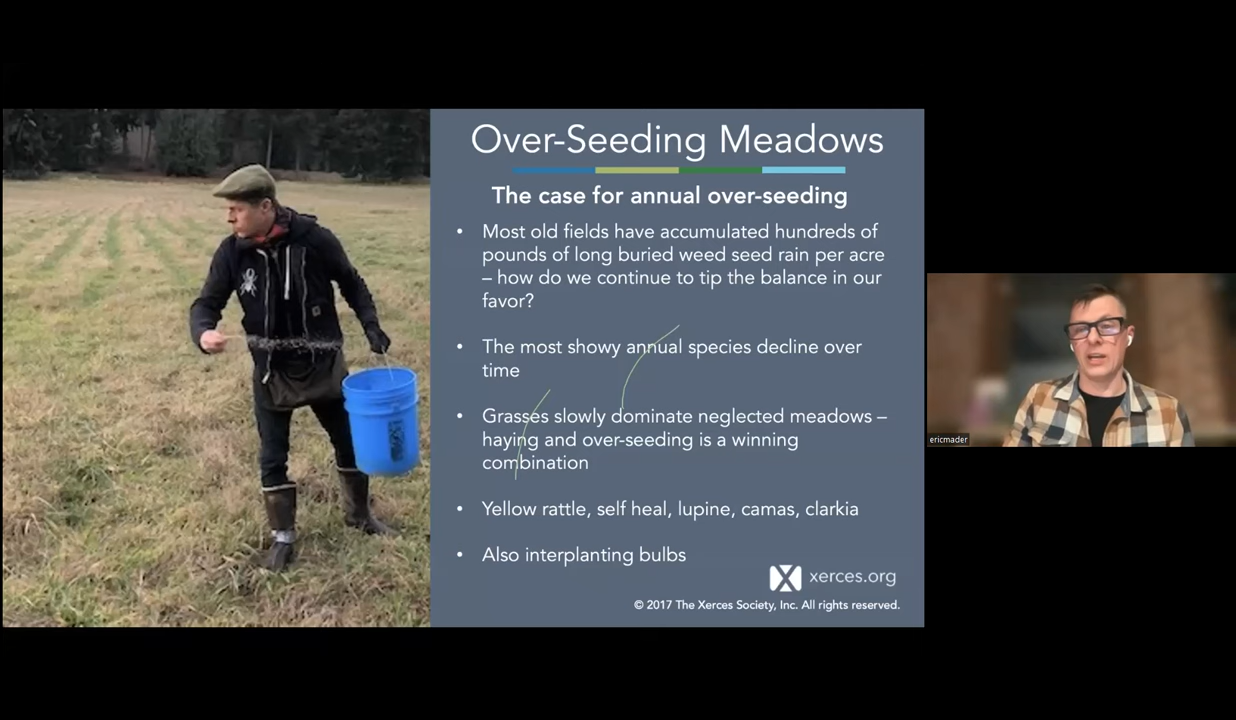 Over-Seeding Meadows
The case for annual over-seeding
• Most old fields have accumulated hundreds of
pounds of long buried weed seed rain per acre
– how do we continue to tip the balance in our
favor?
• The most showy annual species decline over
time
• Grasses slowly dominate neglected meadows –
haying and over-seeding is a winning
combination
• Yellow rattle, self heal, lupine, camas, clarkia
• Also interplanting bulbs
xerces.org
© 2017 The Xerces Society, Inc. All rights reserved.
ericmader